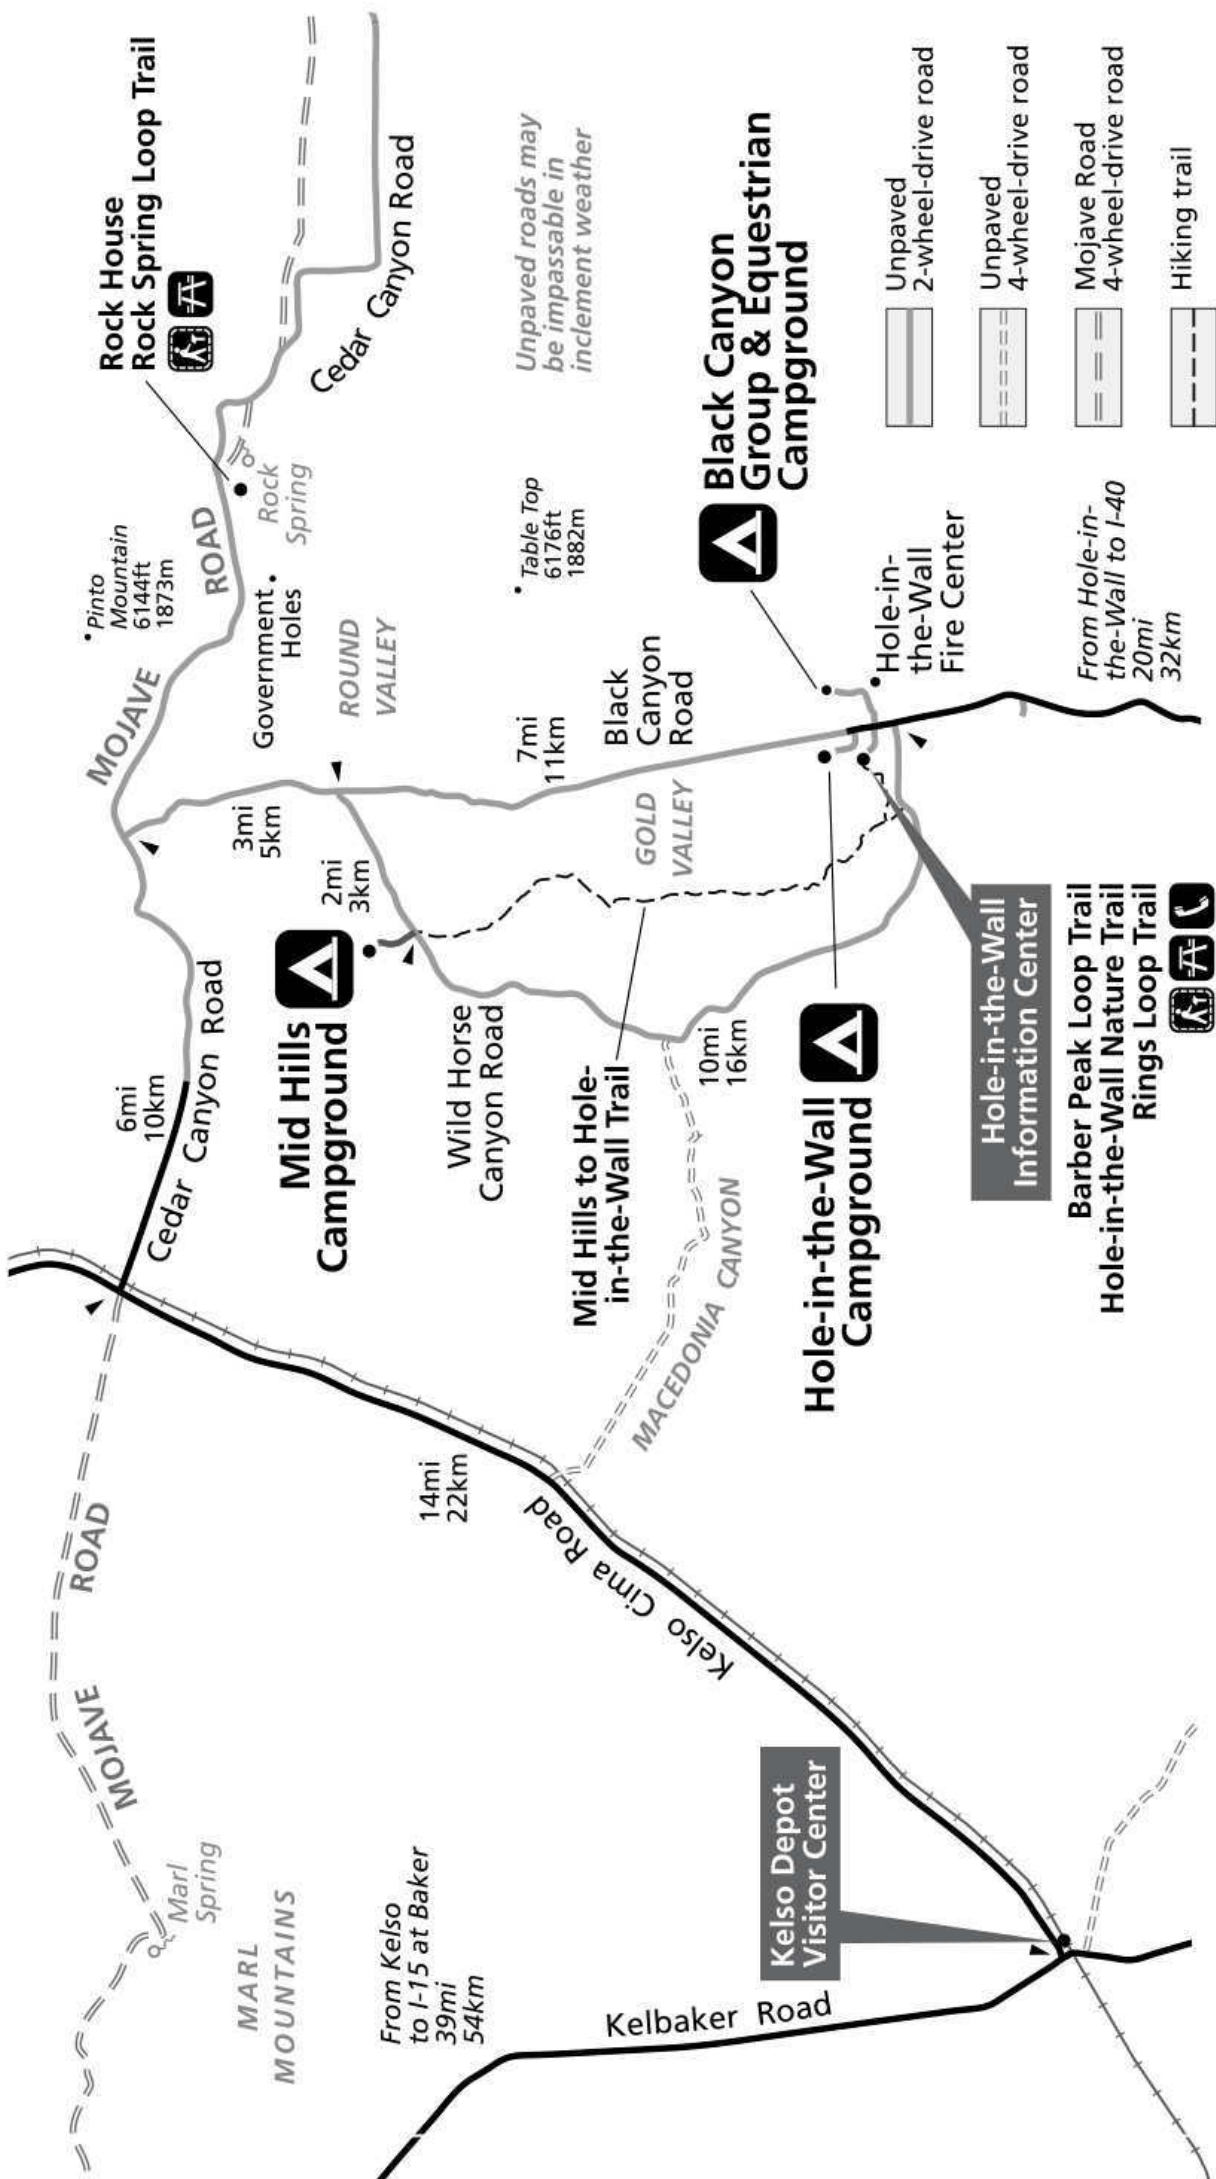 MOJAVE
ROAD
Marl
Spring
MARL
MOUNTAINS
From Kelso
to I-15 at Baker
39mi
54km
Kelbaker Road
Kelso Depot
Visitor Center
Kelso Cima Road
14mi
22km
6mi
10km
Cedar Canyon Road
Cedar Canyon Road
Mid Hills
Campground
Wild Horse
Canyon Road
Mid Hills to Hole-
in-the-Wall Trail
MACEDONIA CANYON
10mi
16km
Hole-in-the-Wall
Campground
Hole-in-the-Wall
Information Center
Barber Peak Loop Trail
Hole-in-the-Wall Nature Trail
Rings Loop Trail
MOJAVE
ROAD
3mi
5km
2mi
3km
Pinto
Mountain
6144ft
1873m
Government
Holes
ROUND
VALLEY
7mi
11km
Black
Canyon
Road
GOLD
VALLEY
Rock House
Rock Spring Loop Trail
Rock
Spring
Cedar Canyon Road
Table Top
6176ft
1882m
Unpaved roads may
be impassable in
inclement weather
Black Canyon
Group & Equestrian
Campground
Hole-in-
the-Wall
Fire Center
From Hole-in-
the-Wall to I-40
20mi
32km
Unpaved
2-wheel-drive road
Unpaved
4-wheel-drive road
Mojave Road
4-wheel-drive road
Hiking trail